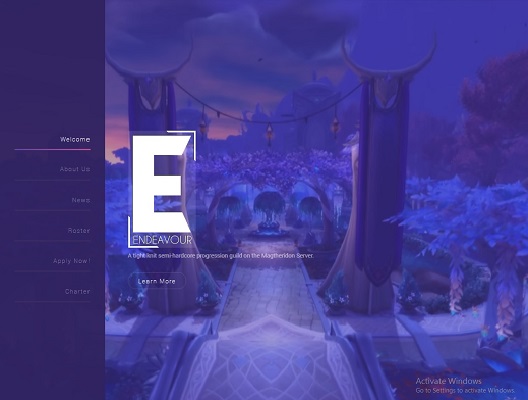 Welcome
About Us
News
Roster
Apply Now!
Charter
E
ENDEAVOUR
A tight-knit semi-hardcore progression guild on the Magtheridon Server.
Learn More
Activate Windows
Go to Settings to activate Windows.